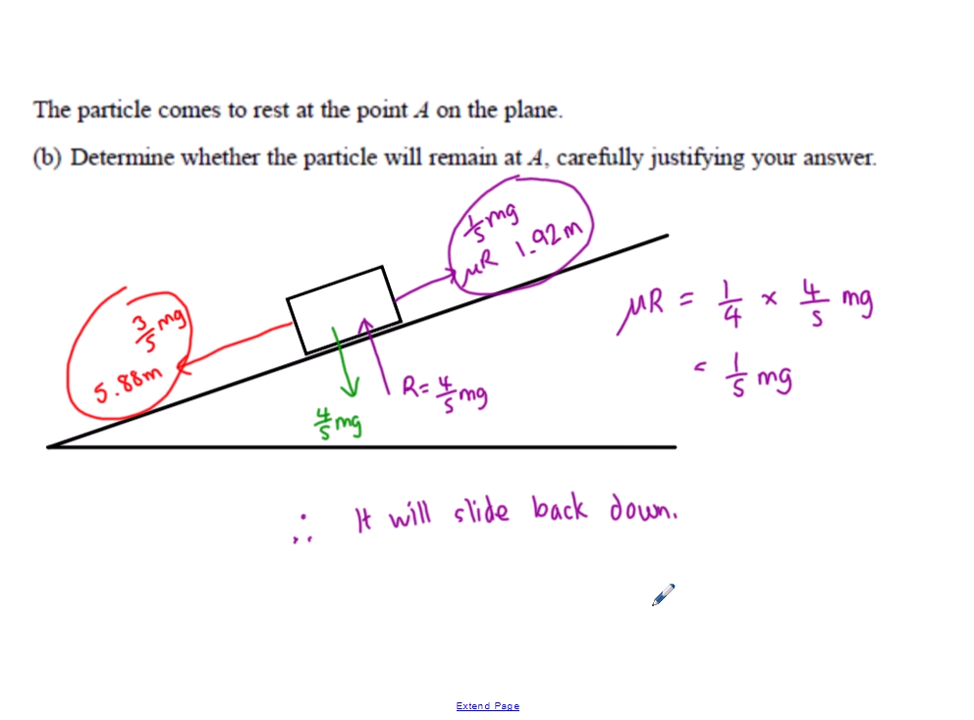 The particle comes to rest at the point A on the plane.
(b) Determine whether the particle will remain at A, carefully justifying your answer.
1/5 mg
μR 1.92m
3/5 mg
5.88m
μR = 1/4 × 4/5 mg
= 1/5 mg
R = 4/5 mg
4/5 mg
∴ It will slide back down.
Extend Page